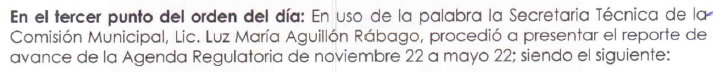 En el tercer punto del orden del día: En uso de la palabra la Secretaria Técnica de la
Comisión Municipal, Lic. Luz María Aguillón Rábago, procedió a presentar el reporte de
avance de la Agenda Regulatoria de noviembre 22 a mayo 22; siendo el siguiente: